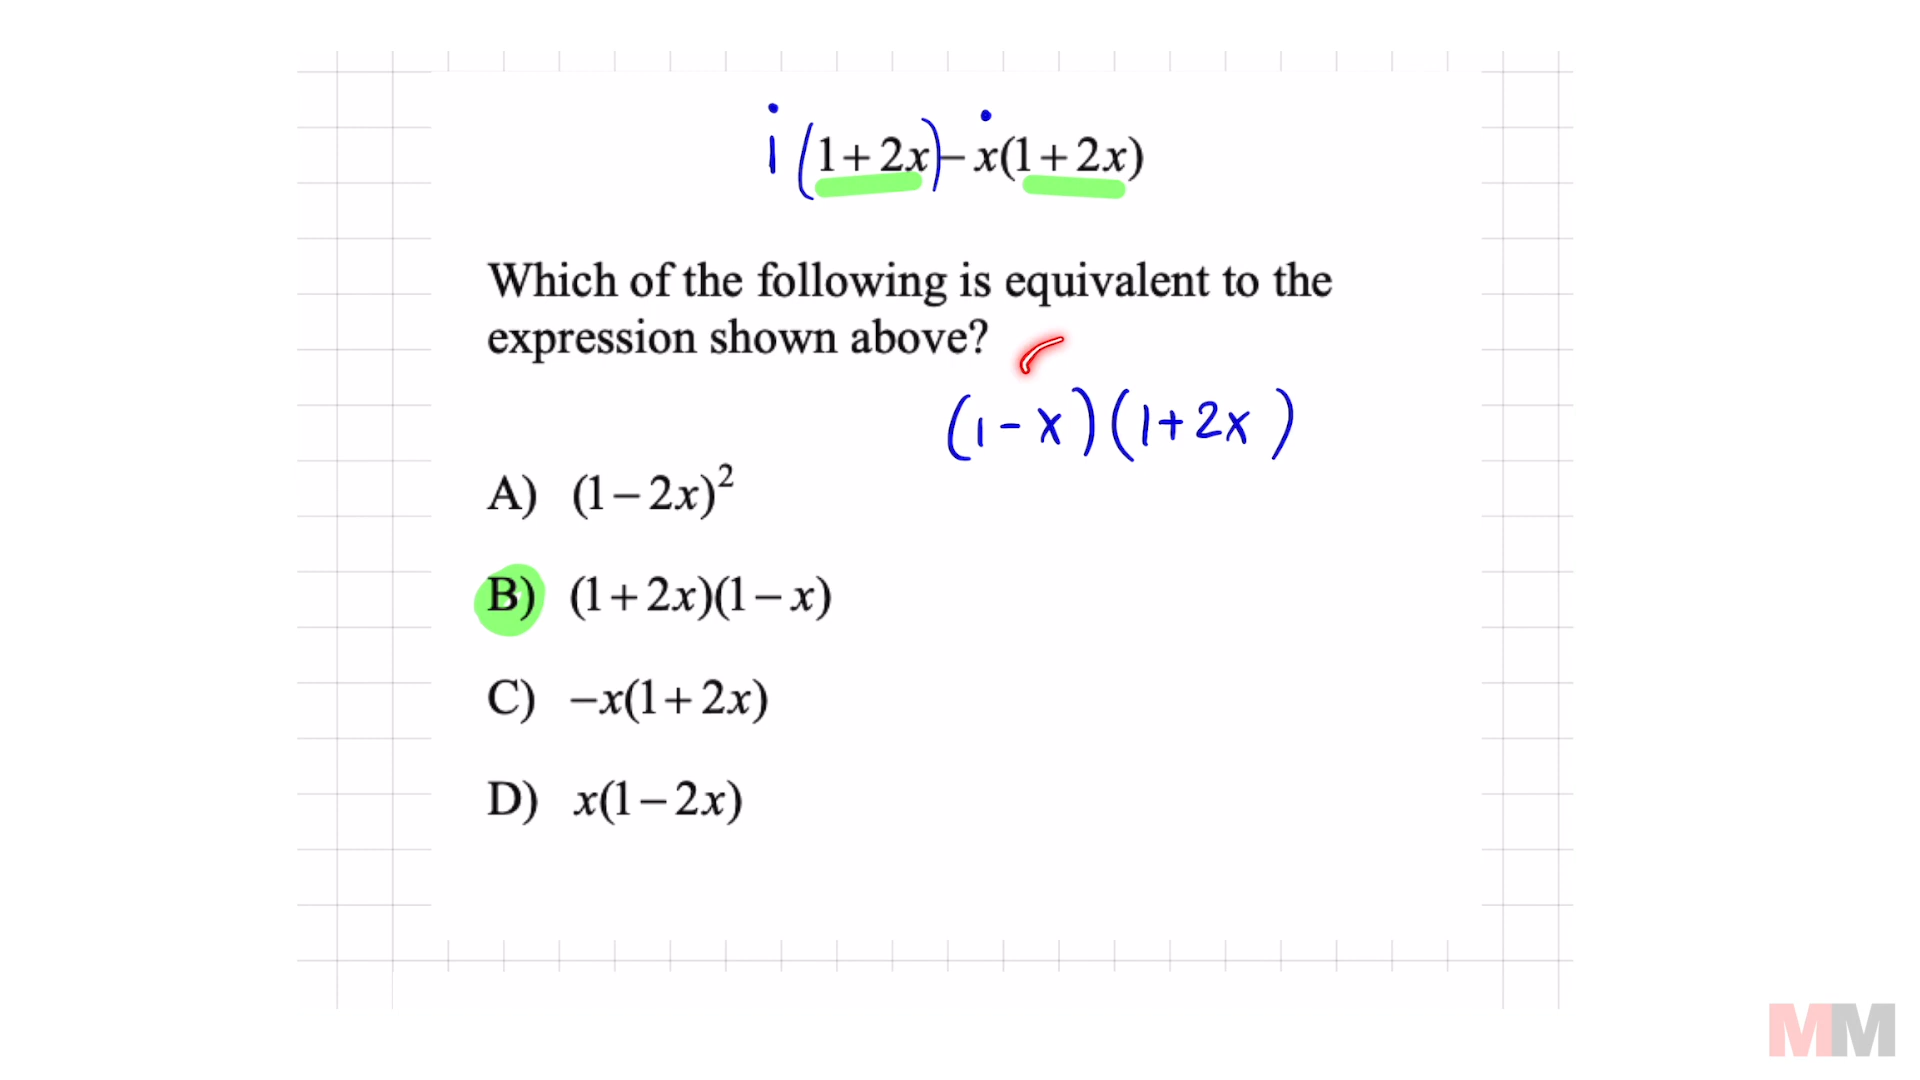 1(1+2x)−x(1+2x)
Which of the following is equivalent to the
expression shown above?
(1-x)(1+2x)
A) (1−2x)²
B) (1+2x)(1−x)
C) −x(1+2x)
D) x(1−2x)
MM